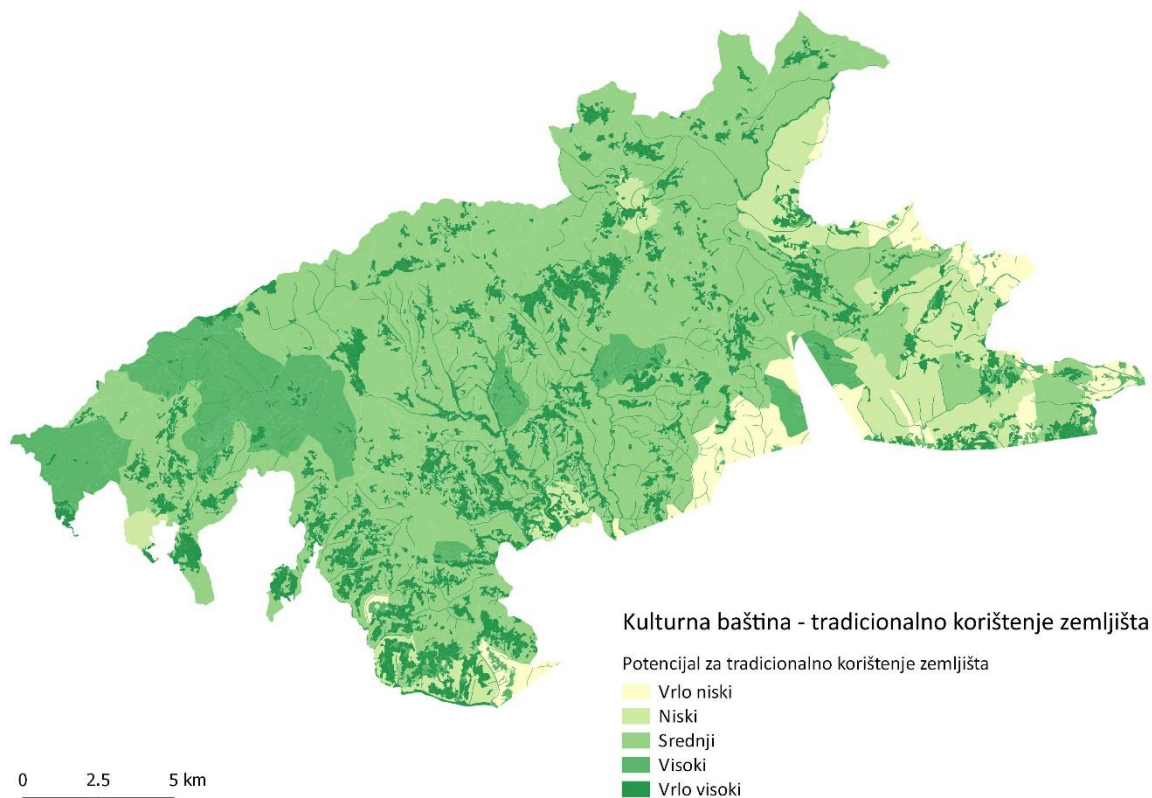 Kulturna baština - tradicionalno korištenje zemljišta
Potencijal za tradicionalno korištenje zemljišta
Vrlo niski
Niski
Srednji
Visoki
Vrlo visoki
0 2.5 5 km